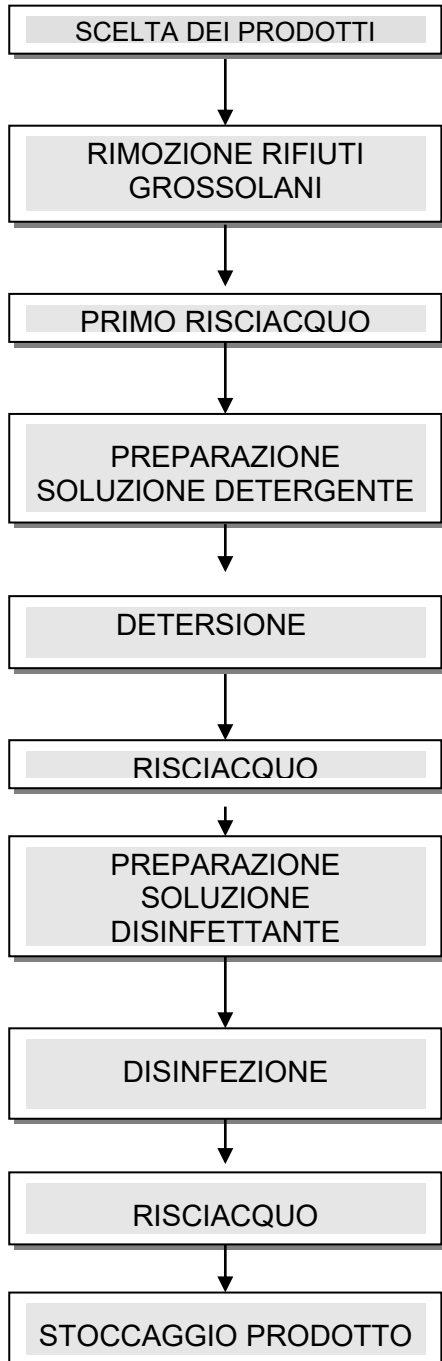 SCELTA DEI PRODOTTI
RIMOZIONE RIFIUTI
GROSSOLANI
PRIMO RISCIACQUO
PREPARAZIONE
SOLUZIONE DETERGENTE
DETERSIONE
RISCIACQUO
PREPARAZIONE
SOLUZIONE
DISINFETTANTE
DISINFEZIONE
RISCIACQUO
STOCCAGGIO PRODOTTO